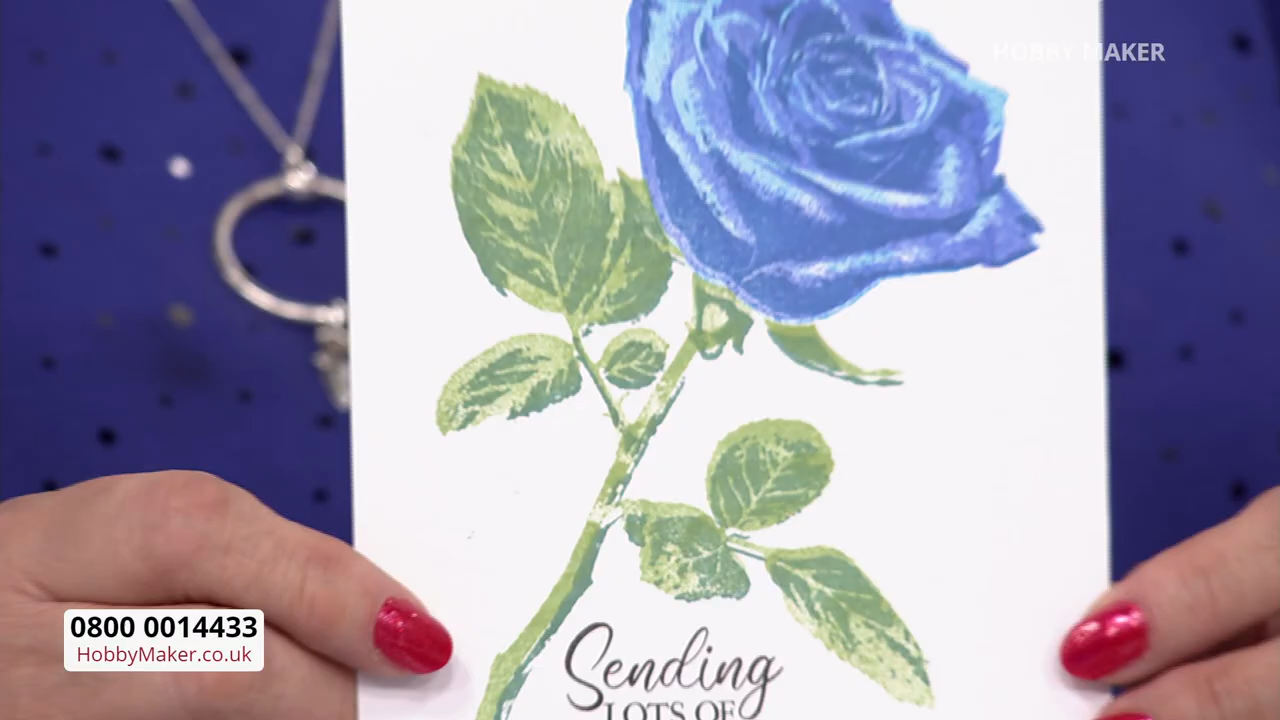 HOBBY MAKER
Sending
LOTS OF
0800 0014433
HobbyMaker.co.uk